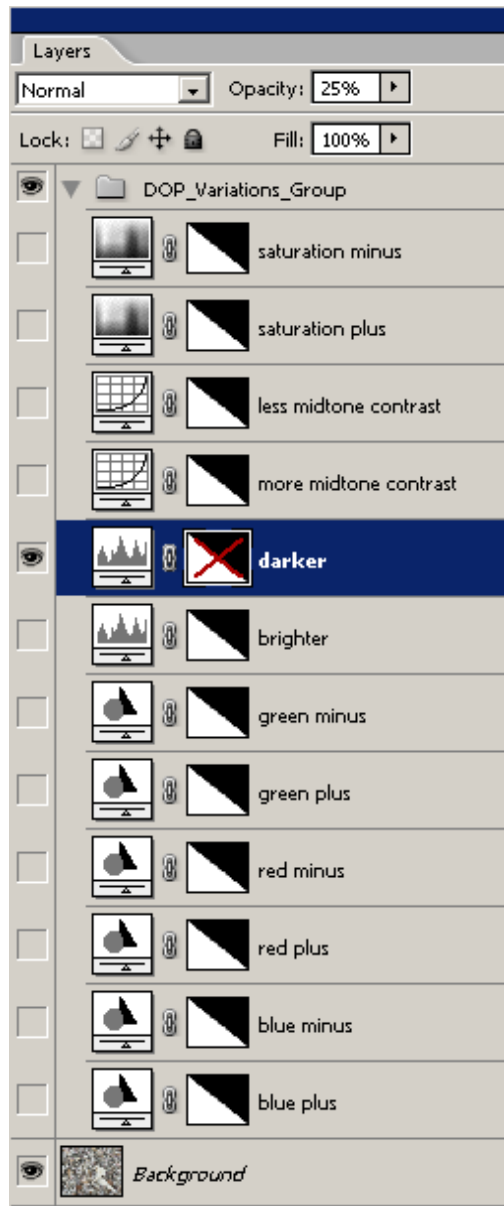 Layers
Normal Opacity: 25%
Lock: Fill: 100%
DOP_Variations_Group
saturation minus
saturation plus
less midtone contrast
more midtone contrast
darker
brighter
green minus
green plus
red minus
red plus
blue minus
blue plus
Background